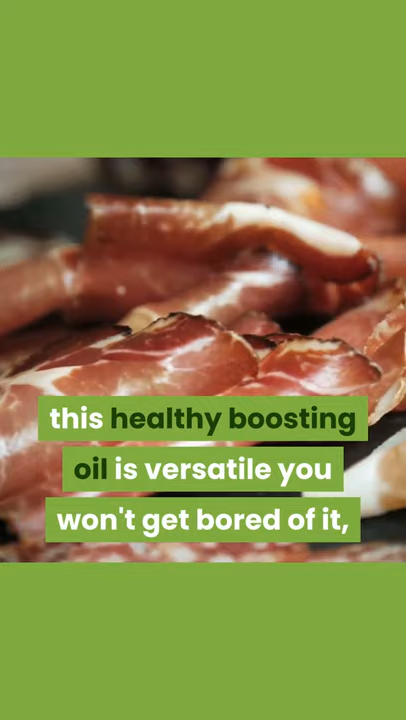 this healthy boosting
oil is versatile you
won't get bored of it,